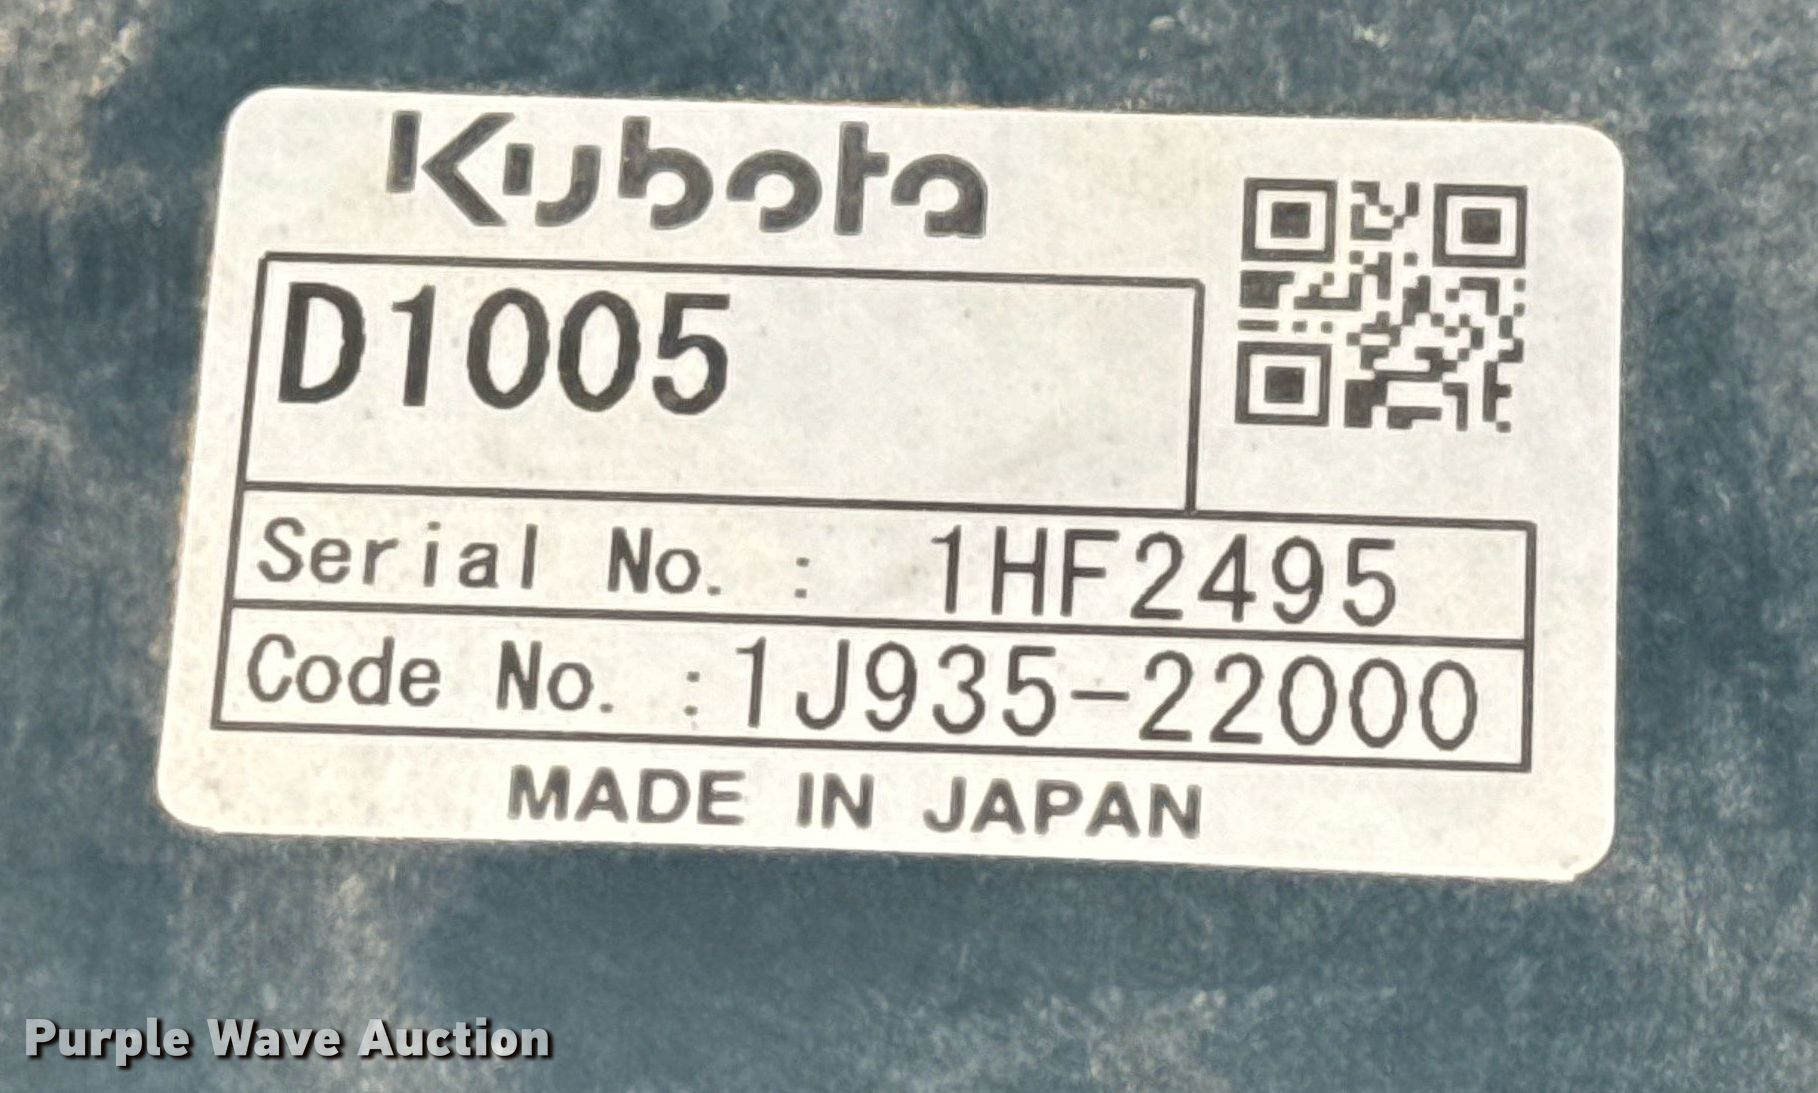 Kubota
D1005
Serial No. : 1HF2495
Code No. :1J935-22000
MADE IN JAPAN
Purple Wave Auction